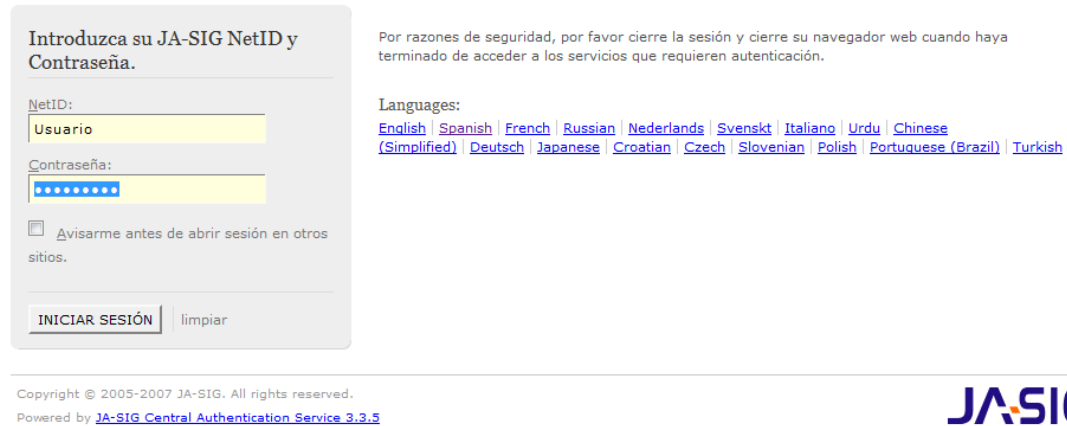 Introduzca su JA-SIG NetID y
Contraseña.
NetID:
Usuario
Contraseña:
Avisarme antes de abrir sesión en otros
sitios.
INICIAR SESIÓN limpiar
Por razones de seguridad, por favor cierre la sesión y cierre su navegador web cuando haya
terminado de acceder a los servicios que requieren autenticación.
Languages:
English | Spanish | French | Russian | Nederlands | Svenskt | Italiano | Urdu | Chinese
(Simplified) | Deutsch | Japanese | Croatian | Czech | Slovenian | Polish | Portuguese (Brazil) | Turkish
Copyright © 2005-2007 JA-SIG. All rights reserved.
Powered by JA-SIG Central Authentication Service 3.3.5
JA-SIG